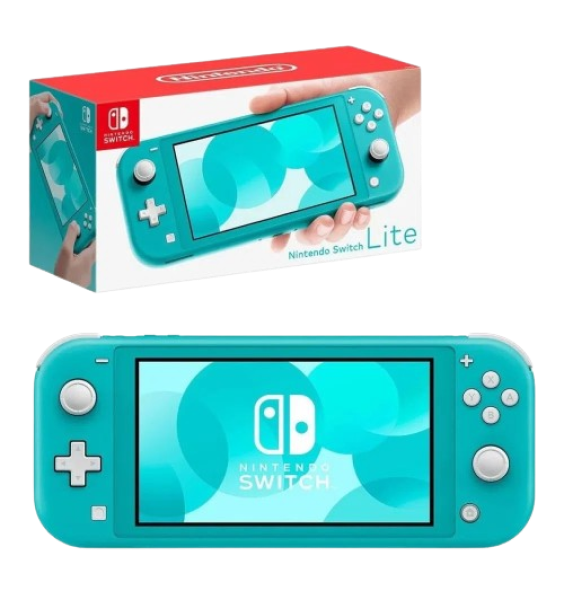 Nintendo
NINTENDO
SWITCH.
Nintendo Switch Lite
X
Y A
B
NINTENDO
SWITCH